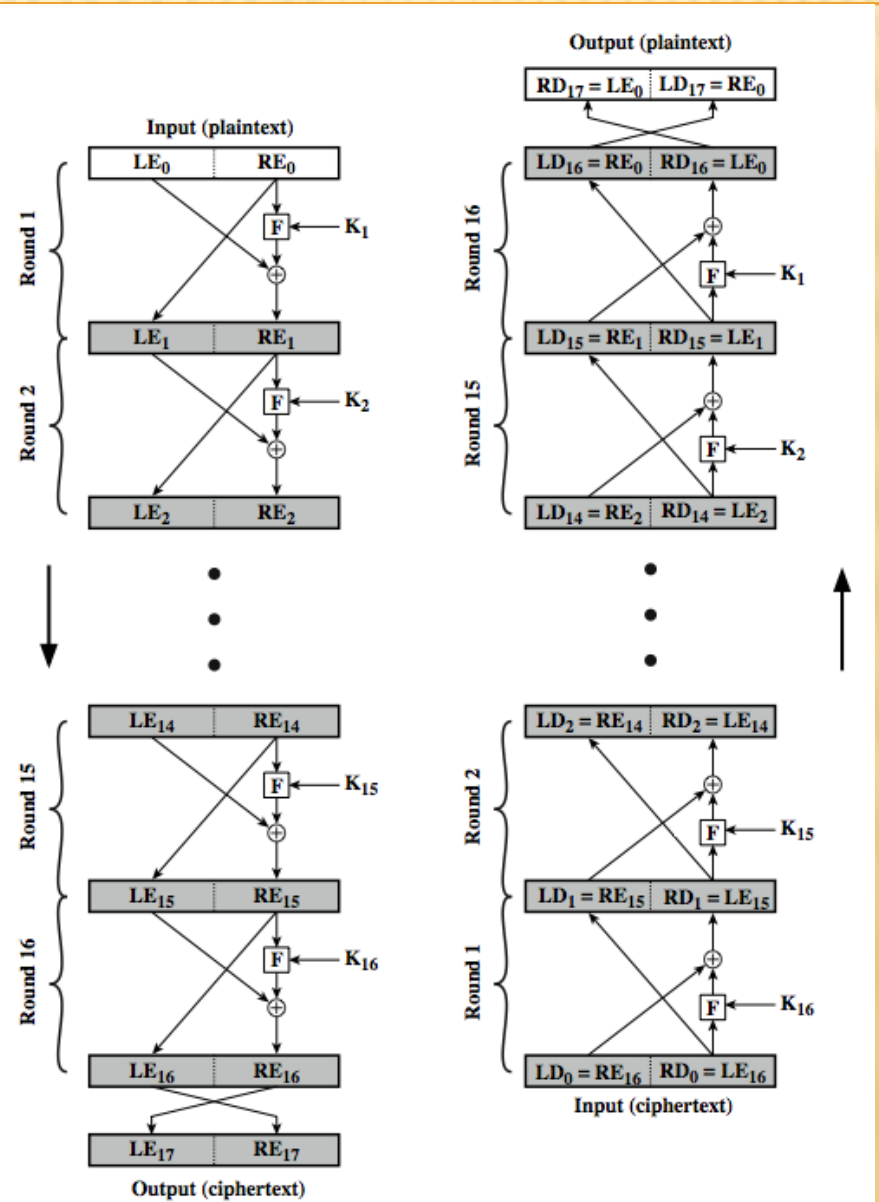 Input (plaintext)
LE₀ RE₀
Round 1
F K₁
+
LE₁ RE₁
Round 2
F K₂
+
LE₂ RE₂
LE₁₄ RE₁₄
Round 15
F K₁₅
+
LE₁₅ RE₁₅
Round 16
F K₁₆
+
LE₁₆ RE₁₆
LE₁₇ RE₁₇
Output (ciphertext)
Output (plaintext)
RD₁₇ = LE₀ LD₁₇ = RE₀
LD₁₆ = RE₀ RD₁₆ = LE₀
Round 16
+
F K₁
LD₁₅ = RE₁ RD₁₅ = LE₁
Round 15
+
F K₂
LD₁₄ = RE₂ RD₁₄ = LE₂
LD₂ = RE₁₄ RD₂ = LE₁₄
Round 2
+
F K₁₅
LD₁ = RE₁₅ RD₁ = LE₁₅
Round 1
+
F K₁₆
LD₀ = RE₁₆ RD₀ = LE₁₆
Input (ciphertext)